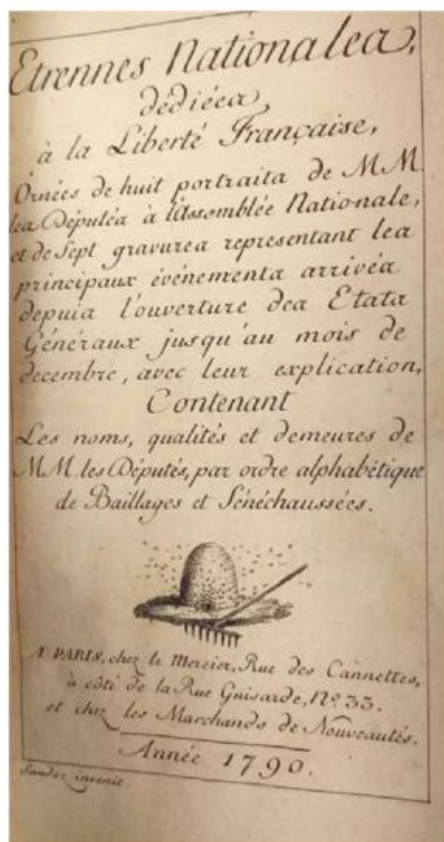 Etrennes Nationales,
dédiées,
à la Liberté Française,
Ornées de huit portraits de MM.
les Députés à l'Assemblée Nationale,
et de Sept gravures representant les
principaux événements arrivés
depuis l'ouverture des Etats
Généraux jusqu'au mois de
decembre, avec leur explication,
Contenant
Les noms, qualités et demeures de
MM. les Députés, par ordre alphabétique
de Baillages et Sénéchaussées.
A PARIS, chez le Mercier, Rue des Cannettes,
à côté de la Rue Guisarde, No. 33.
et chez les Marchands de Nouveautés.
Année 1790.
Sandoz invenit.